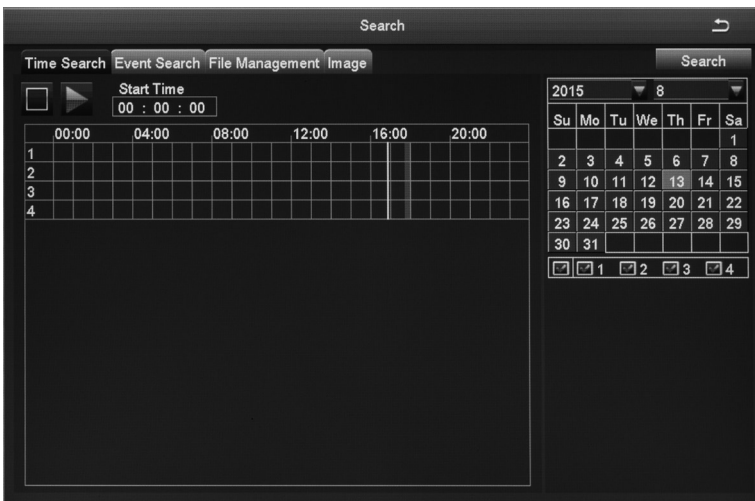 Search
Time Search Event Search File Management Image
Search
Start Time
00 : 00 : 00
00:00 04:00 08:00 12:00 16:00 20:00
1
2
3
4
2015 8
Su Mo Tu We Th Fr Sa
1
2 3 4 5 6 7 8
9 10 11 12 13 14 15
16 17 18 19 20 21 22
23 24 25 26 27 28 29
30 31
1 2 3 4